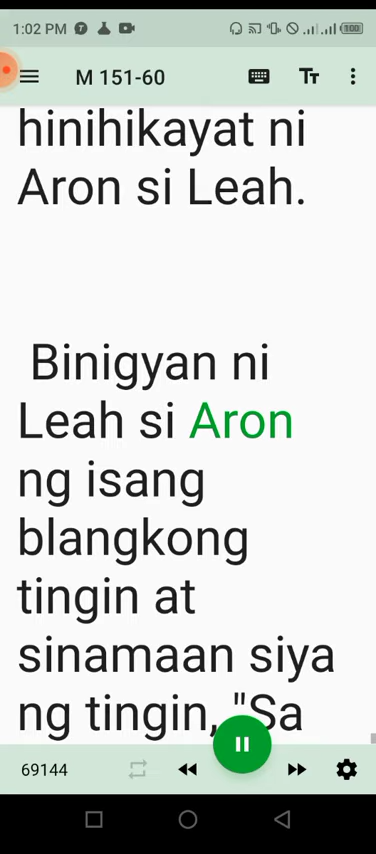 1:02 PM
100
M 151-60
hinihikayat ni
Aron si Leah.
Binigyan ni
Leah si Aron
ng isang
blangkong
tingin at
sinamaan siya
ng tingin, "Sa
69144